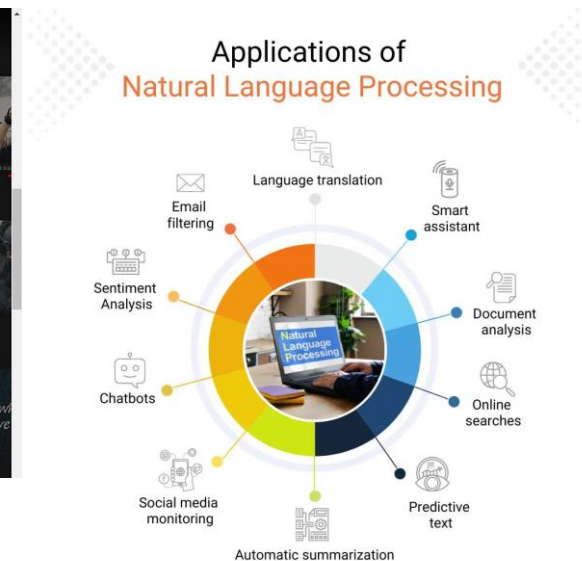 Applications of
Natural Language Processing
Language translation
Smart
assistant
Document
analysis
Online
searches
Predictive
text
Automatic summarization
Social media
monitoring
Chatbots
Sentiment
Analysis
Email
filtering
Natural
Language
Processing